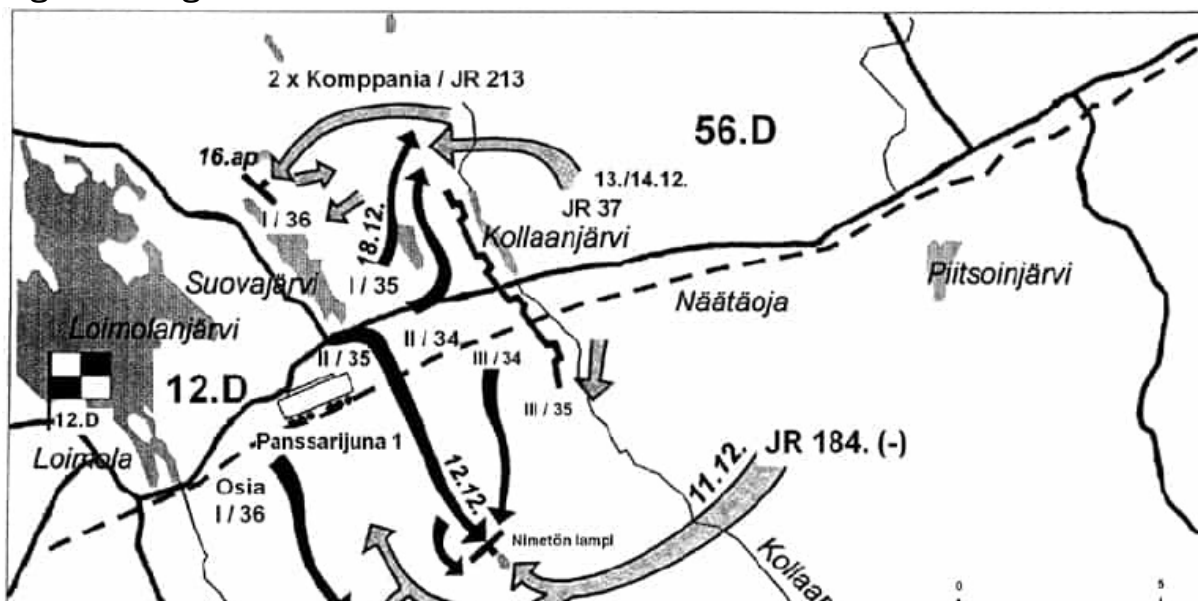 2 x Komppania / JR 213
56.D
16.ap
13./14.12.
JR 37
I / 36
18.12.
Kollaanjärvi
Suovajärvi
I / 35
Piitsoinjärvi
Näätäoja
Loimolanjärvi
II / 35
II / 34
III / 34
12.D
III / 35
12.D
Loimola
Panssarijuna 1
12.12.
11.12.
JR 184. (-)
Osia
I / 36
Nimetön lampi
0
5